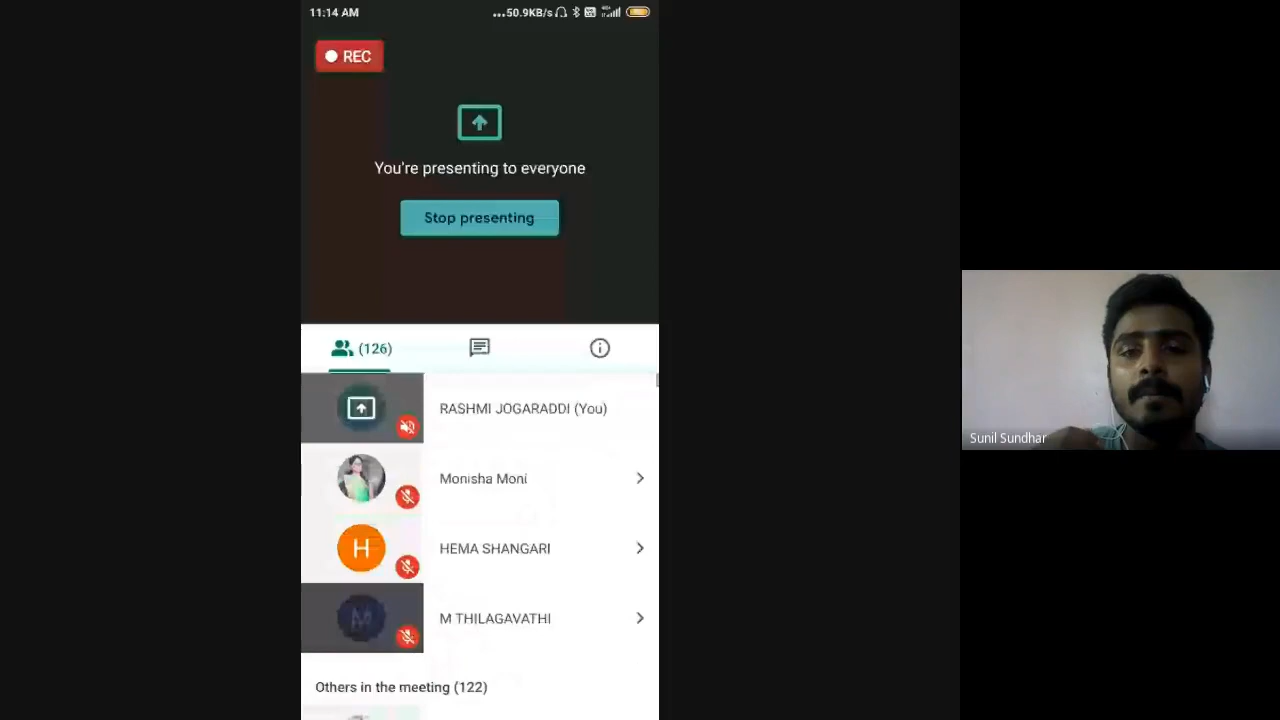 11:14 AM
...50.9KB/s
REC
You're presenting to everyone
Stop presenting
(126)
RASHMI JOGARADDI (You)
Monisha Moni
H
HEMA SHANGARI
M
M THILAGAVATHI
Others in the meeting (122)
Sunil Sundhar